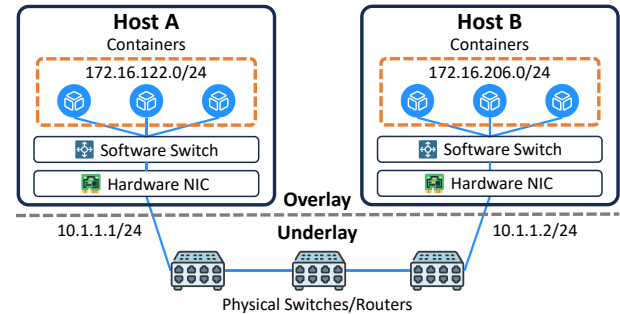 Host A
Containers
172.16.122.0/24
Software Switch
Hardware NIC
Host B
Containers
172.16.206.0/24
Software Switch
Hardware NIC
Overlay
Underlay
10.1.1.1/24
10.1.1.2/24
Physical Switches/Routers